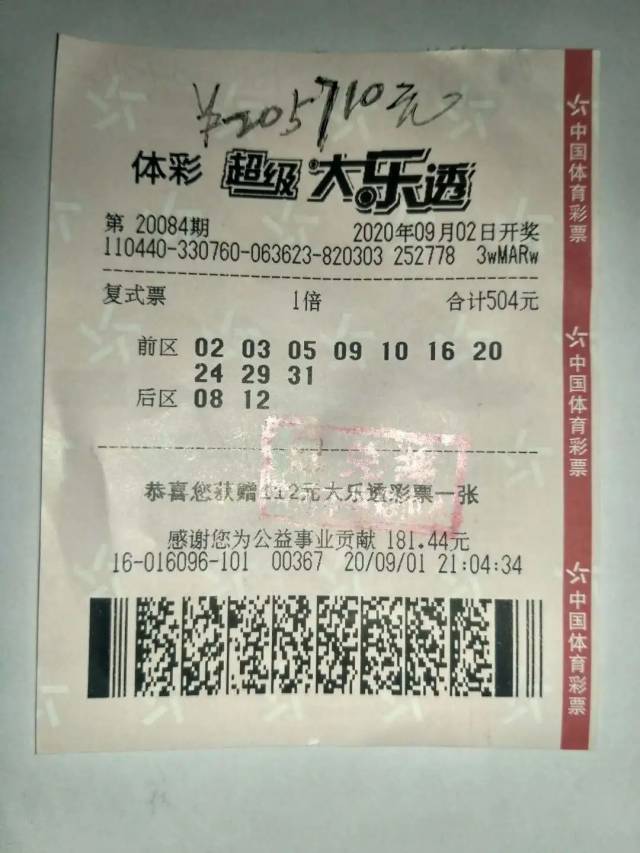 ￥205710元
体彩 超级大乐透
第 20084期 2020年09月02日开奖
110440-330760-063623-820303 252778 3wMARw
复式票 1倍 合计504元
前区 02 03 05 09 10 16 20
24 29 31
后区 08 12
恭喜您获赠112元大乐透彩票一张
感谢您为公益事业贡献 181.44元
16-016096-101 00367 20/09/01 21:04:34
中国体育彩票
中国体育彩票
中国体育彩票